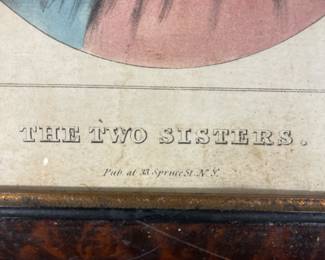 THE TWO SISTERS.
Pub. at 33 Spruce St. N.Y.